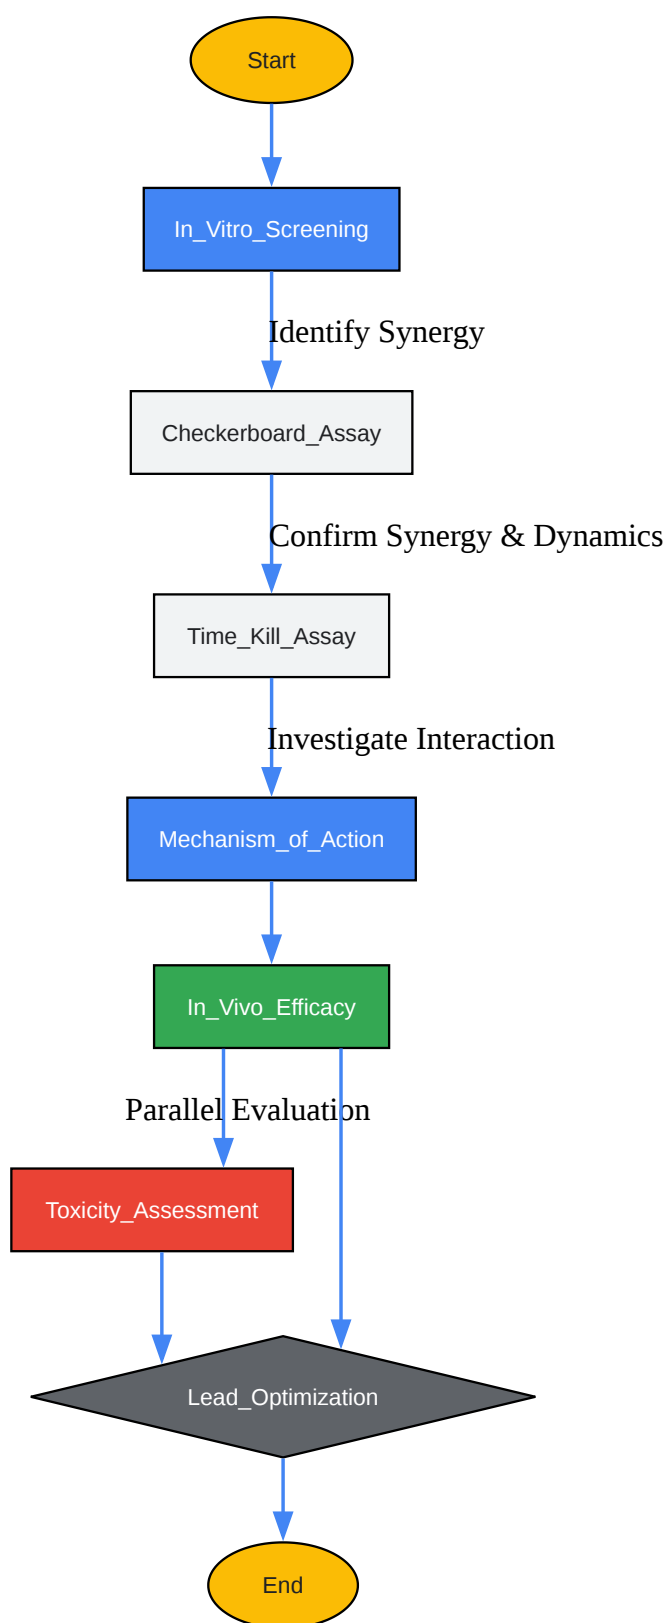 Start
In_Vitro_Screening
Identify Synergy
Checkerboard_Assay
Confirm Synergy & Dynamics
Time_Kill_Assay
Investigate Interaction
Mechanism_of_Action
In_Vivo_Efficacy
Parallel Evaluation
Toxicity_Assessment
Lead_Optimization
End